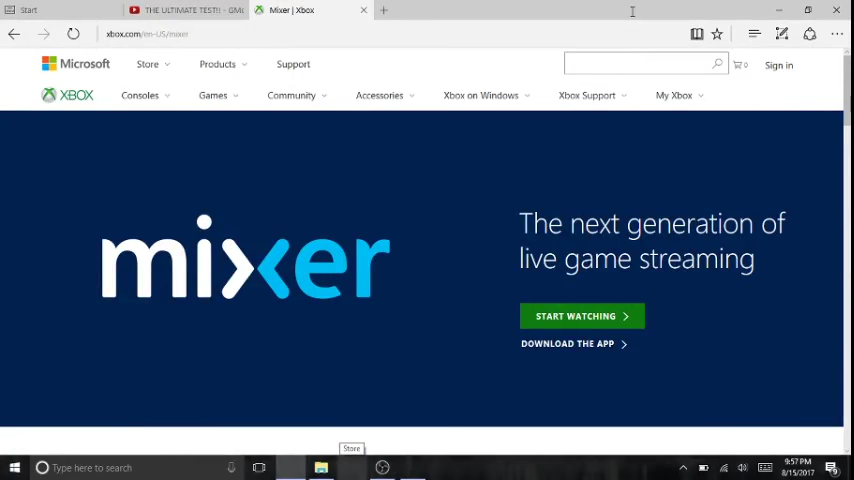 Start
THE ULTIMATE TEST!! - GMo
Mixer | Xbox
xbox.com/en-US/mixer
Microsoft
Store
Products
Support
0
Sign in
XBOX
Consoles
Games
Community
Accessories
Xbox on Windows
Xbox Support
My Xbox
mixer
The next generation of
live game streaming
START WATCHING
DOWNLOAD THE APP
Store
Type here to search
9:57 PM
8/15/2017